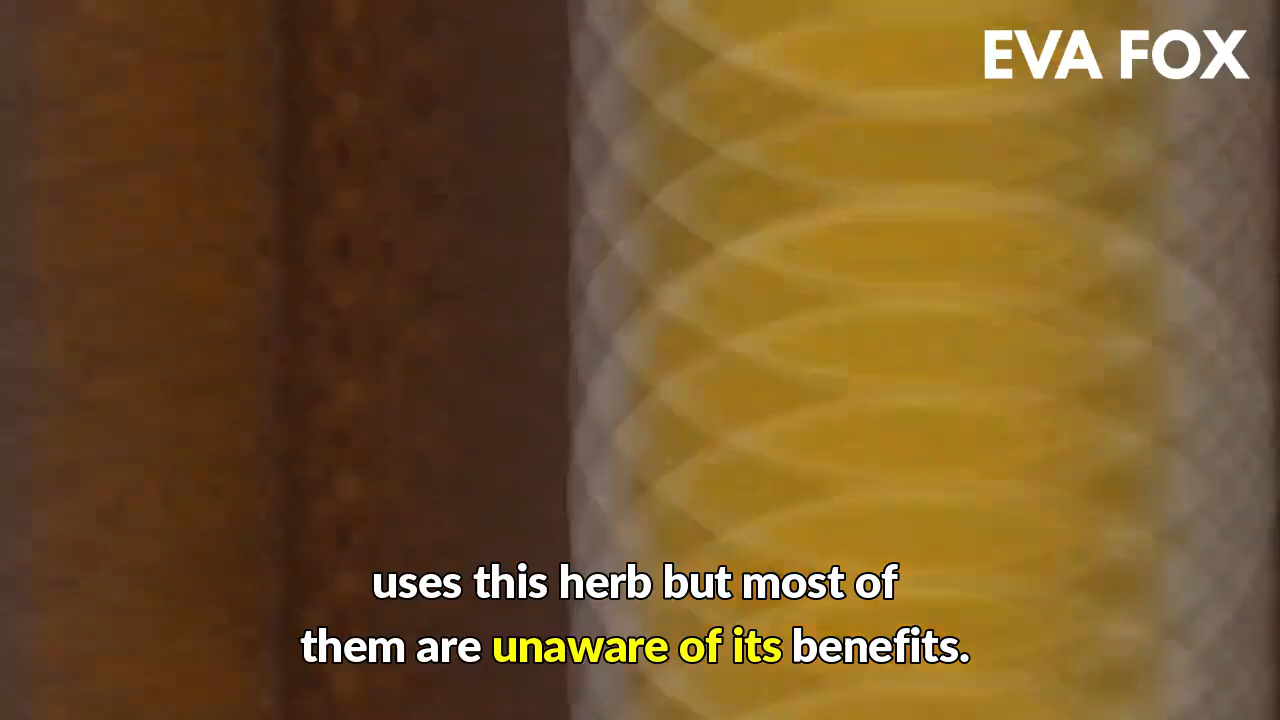 EVA FOX
uses this herb but most of
them are unaware of its benefits.